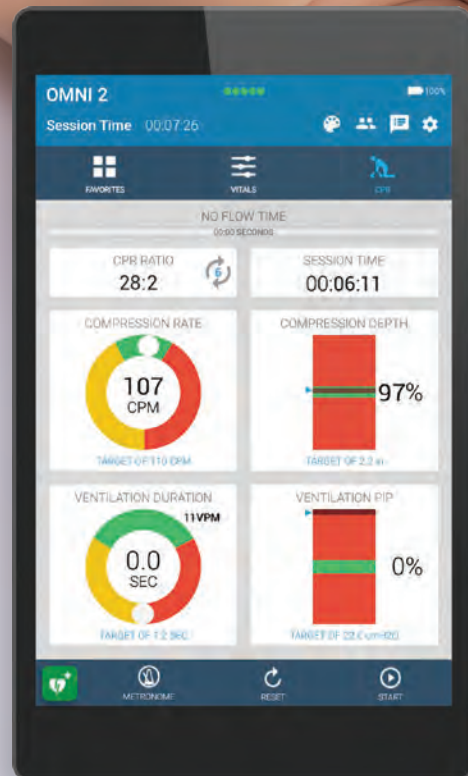 OMNI 2
100%
Session Time 00:07:26
FAVORITES VITALS CPR
NO FLOW TIME
00:00 SECONDS
CPR RATIO
28:2
6
SESSION TIME
00:06:11
COMPRESSION RATE
107
CPM
TARGET OF 110 CPM
COMPRESSION DEPTH
97%
TARGET OF 2.2 in
VENTILATION DURATION
11VPM
0.0
SEC
TARGET OF 1.2 SEC
VENTILATION PIP
0%
TARGET OF 22.0 cmH2O
METRONOME RESET START